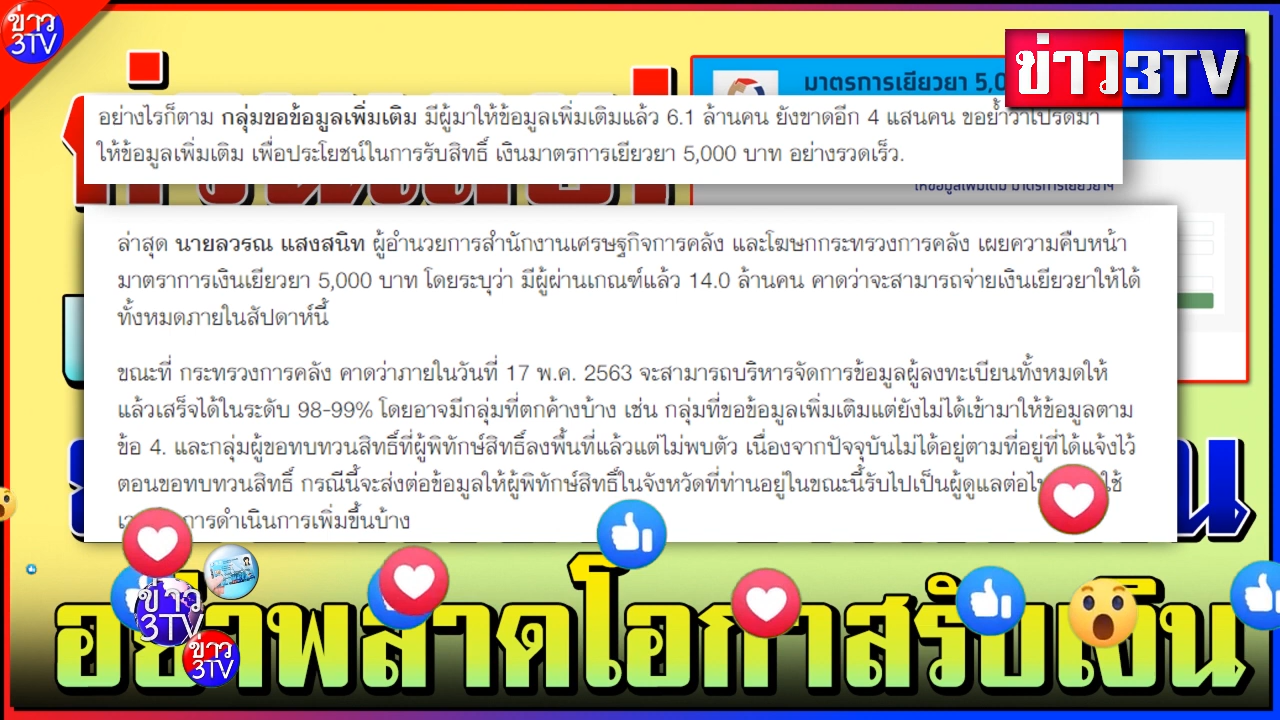 ข่าว
3TV
ข่าว3TV
มาตรการเยียวยา 5,0
อย่างไรก็ตาม กลุ่มขอข้อมูลเพิ่มเติม มีผู้มาให้ข้อมูลเพิ่มเติมแล้ว 6.1 ล้านคน ยังขาดอีก 4 แสนคน ขอย้ำว่าโปรดมา
ให้ข้อมูลเพิ่มเติม เพื่อประโยชน์ในการรับสิทธิ์ เงินมาตรการเยียวยา 5,000 บาท อย่างรวดเร็ว.
ให้ข้อมูลเพิ่มเติม มาตรการเยียวยาฯ
ล่าสุด นายลวรณ แสงสนิท ผู้อำนวยการสำนักงานเศรษฐกิจการคลัง และโฆษกกระทรวงการคลัง เผยความคืบหน้า
มาตราการเงินเยียวยา 5,000 บาท โดยระบุว่า มีผู้ผ่านเกณฑ์แล้ว 14.0 ล้านคน คาดว่าจะสามารถจ่ายเงินเยียวยาให้ได้
ทั้งหมดภายในสัปดาห์นี้
ขณะที่ กระทรวงการคลัง คาดว่าภายในวันที่ 17 พ.ค. 2563 จะสามารถบริหารจัดการข้อมูลผู้ลงทะเบียนทั้งหมดให้
แล้วเสร็จได้ในระดับ 98-99% โดยอาจมีกลุ่มที่ตกค้างบ้าง เช่น กลุ่มที่ขอข้อมูลเพิ่มเติมแต่ยังไม่ได้เข้ามาให้ข้อมูลตาม
ข้อ 4. และกลุ่มผู้ขอทบทวนสิทธิ์ที่ผู้พิทักษ์สิทธิ์ลงพื้นที่แล้วแต่ไม่พบตัว เนื่องจากปัจจุบันไม่ได้อยู่ตามที่อยู่ที่ได้แจ้งไว้
ตอนขอทบทวนสิทธิ์ กรณีนี้จะส่งต่อข้อมูลให้ผู้พิทักษ์สิทธิ์ในจังหวัดที่ท่านอยู่ในขณะนี้รับไปเป็นผู้ดูแลต่อไป ใช้
การดำเนินการเพิ่มขึ้นบ้าง
อย่าพลาดโอกาสรับเงิน
ข่าว
3TV
ข่าว
3TV